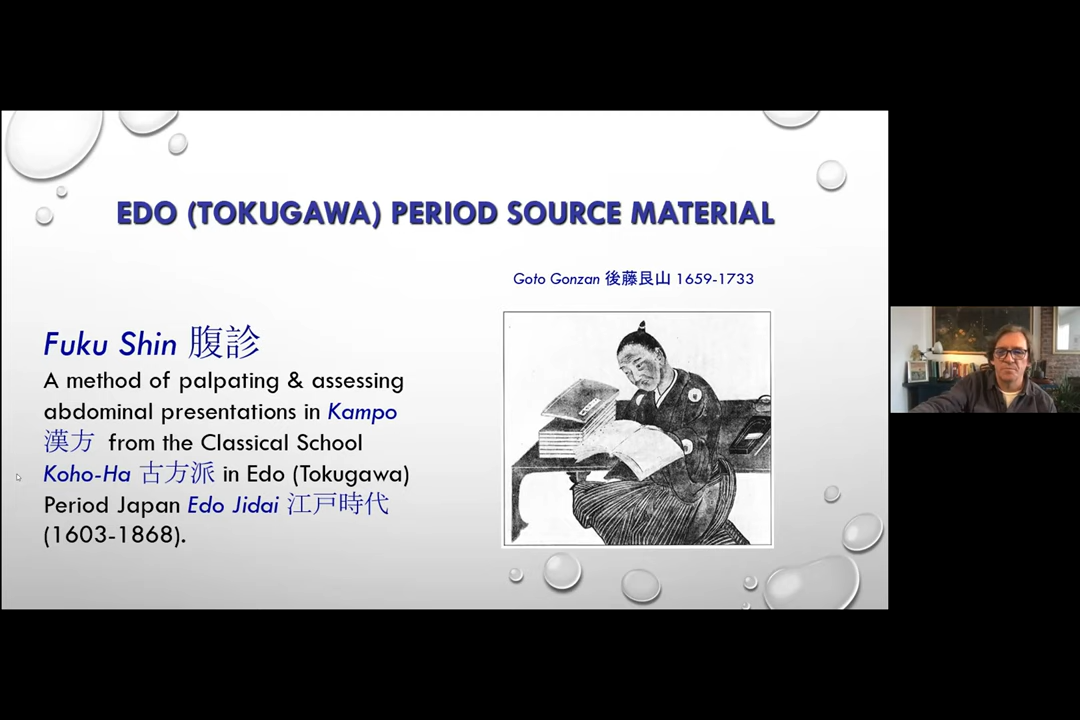 EDO (TOKUGAWA) PERIOD SOURCE MATERIAL
Goto Gonzan 後藤艮山 1659-1733
Fuku Shin 腹診
A method of palpating & assessing
abdominal presentations in Kampo
漢方 from the Classical School
Koho-Ha 古方派 in Edo (Tokugawa)
Period Japan Edo Jidai 江戸時代
(1603-1868).